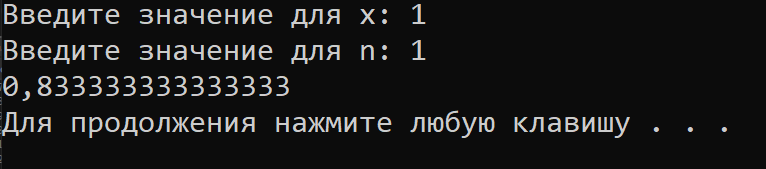 Введите значение для x: 1
Введите значение для n: 1
0,833333333333333
Для продолжения нажмите любую клавишу . . .